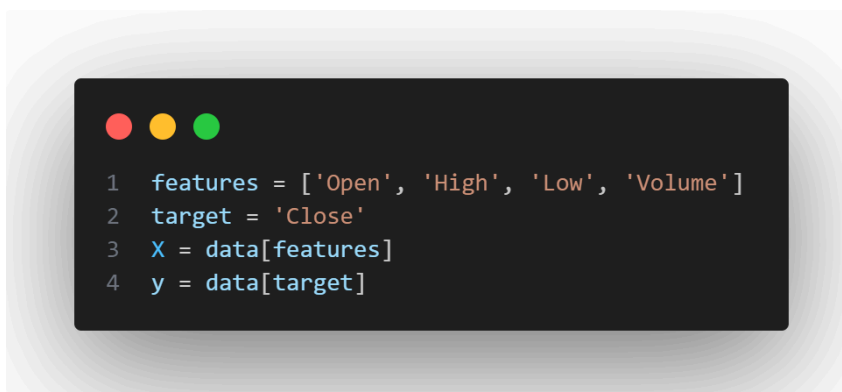 1 features = ['Open', 'High', 'Low', 'Volume']
2 target = 'Close'
3 X = data[features]
4 y = data[target]